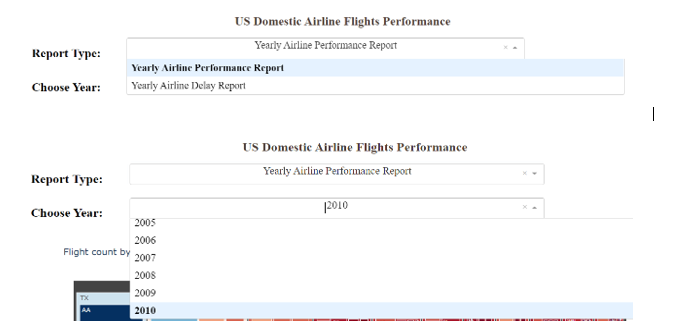 US Domestic Airline Flights Performance
Report Type:
Yearly Airline Performance Report
Yearly Airline Performance Report
Choose Year:
Yearly Airline Delay Report
US Domestic Airline Flights Performance
Report Type:
Yearly Airline Performance Report
Choose Year:
2010
2005
2006
Flight count by
2007
2008
2009
TX
AA
2010